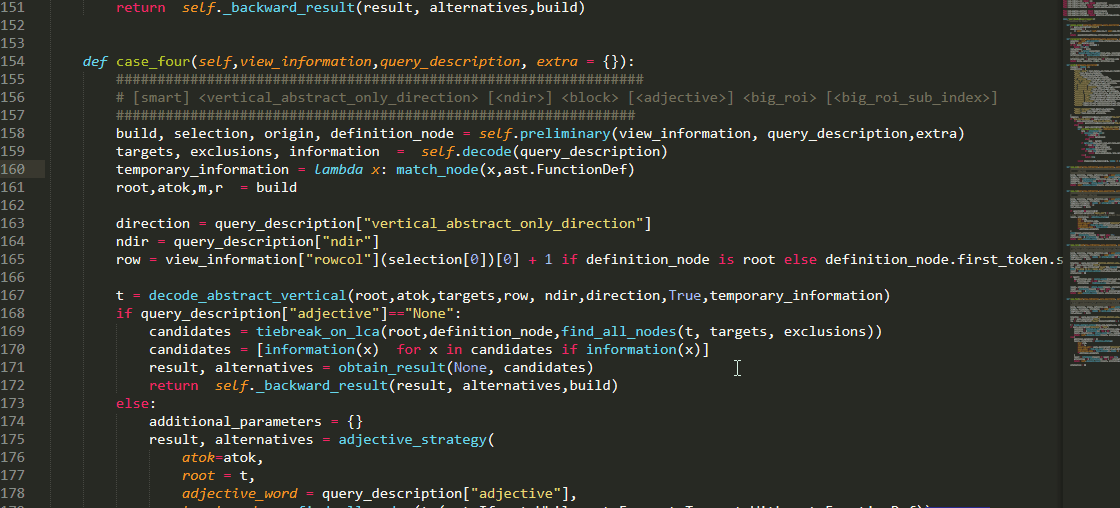 151 return  self._backward_result(result, alternatives,build)
152
153
154 def case_four(self,view_information,query_description, extra = {}):
155 ################################################################
156 # [smart] <vertical_abstract_only_direction> [<ndir>] <block> [<adjective>] <big_roi> [<big_roi_sub_index>]
157 ###############################################################
158 build, selection, origin, definition_node = self.preliminary(view_information, query_description,extra)
159 targets, exclusions, information  =  self.decode(query_description)
160 temporary_information = lambda x: match_node(x,ast.FunctionDef)
161 root,atok,m,r  = build
162
163 direction = query_description["vertical_abstract_only_direction"]
164 ndir = query_description["ndir"]
165 row = view_information["rowcol"](selection[0])[0] + 1 if definition_node is root else definition_node.first_token.s
166
167 t = decode_abstract_vertical(root,atok,targets,row, ndir,direction,True,temporary_information)
168 if query_description["adjective"]=="None":
169 candidates = tiebreak_on_lca(root,definition_node,find_all_nodes(t, targets, exclusions))
170 candidates = [information(x)  for x in candidates if information(x)]
171 result, alternatives = obtain_result(None, candidates)
172 return  self._backward_result(result, alternatives,build)
173 else:
174 additional_parameters = {}
175 result, alternatives = adjective_strategy(
176 atok=atok,
177 root = t,
178 adjective_word = query_description["adjective"],